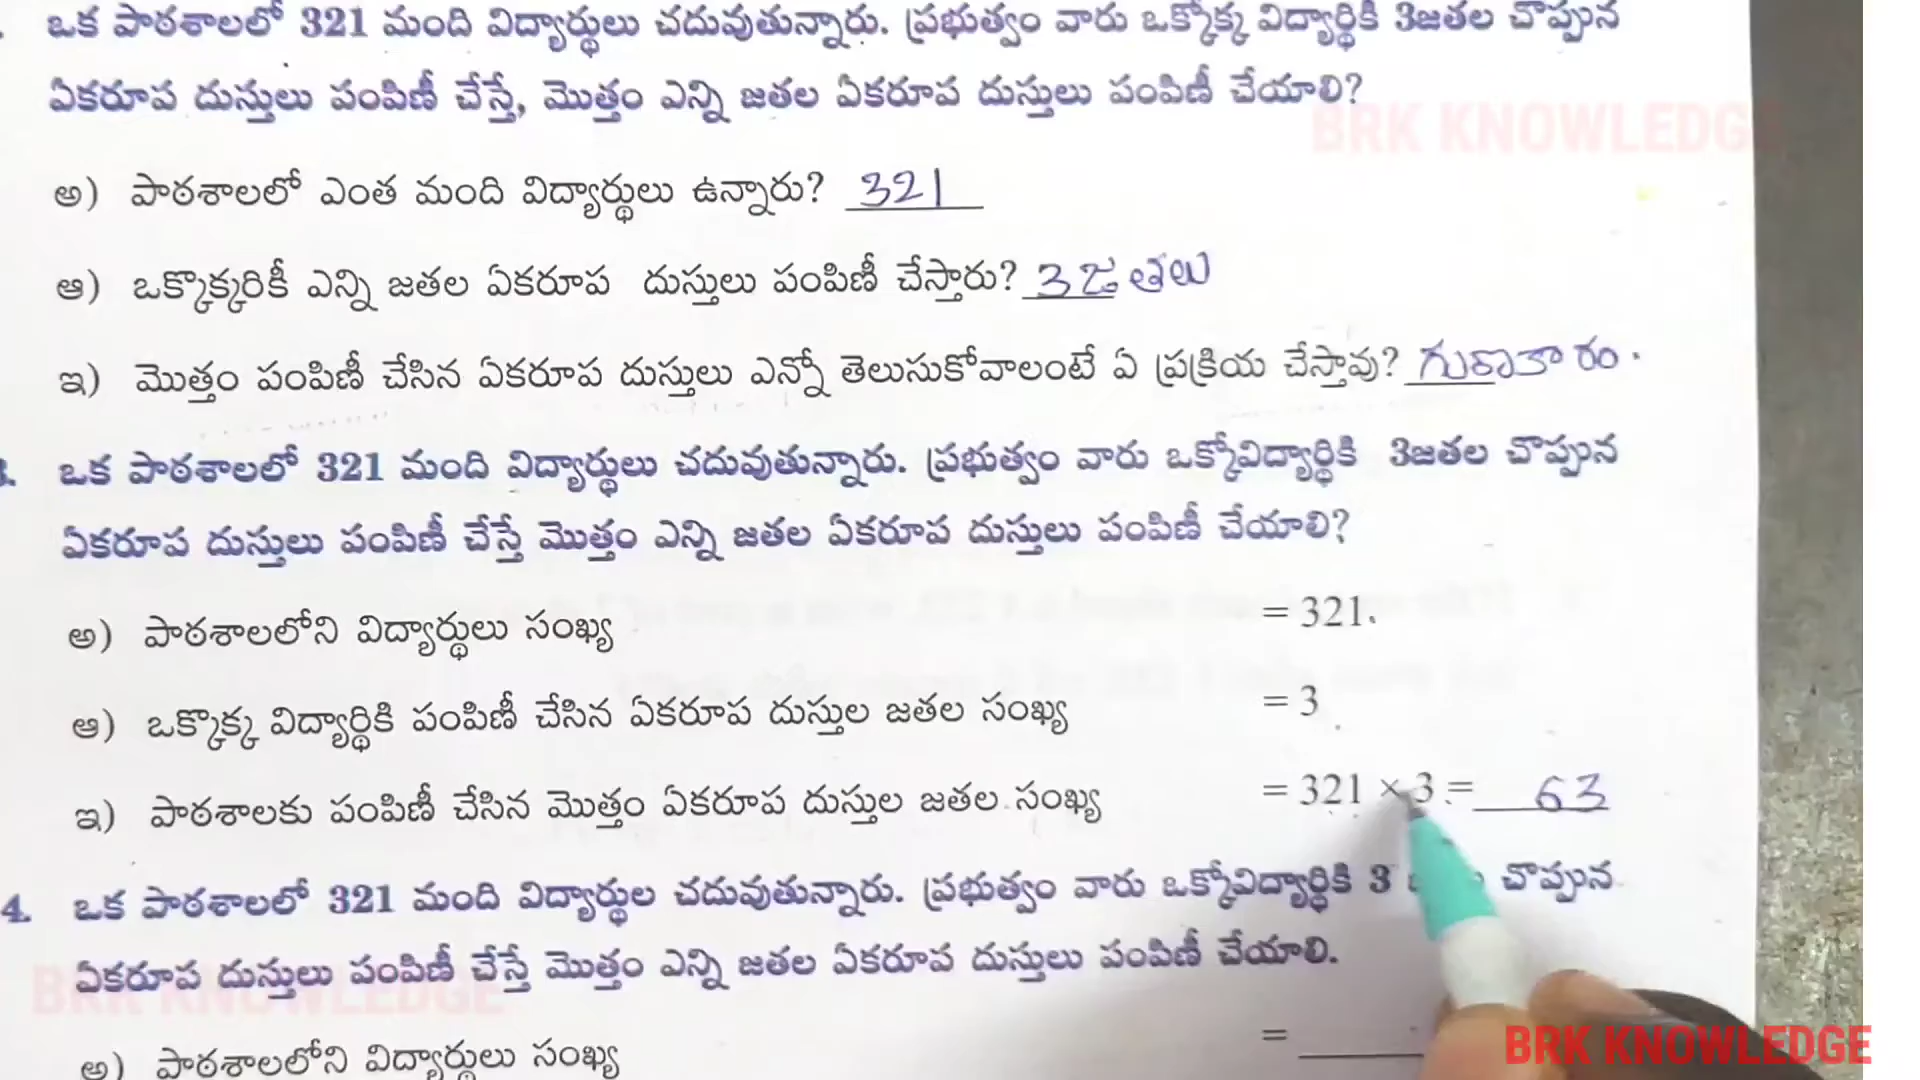 ఒక పాఠశాలలో 321 మంది విద్యార్థులు చదువుతున్నారు. ప్రభుత్వం వారు ఒక్కోక్క విద్యార్థికి 3జతల చొప్పున
ఏకరూప దుస్తులు పంపిణీ చేస్తే, మొత్తం ఎన్ని జతల ఏకరూప దుస్తులు పంపిణీ చేయాలి?
BRK KNOWLEDGE
అ) పాఠశాలలో ఎంత మంది విద్యార్థులు ఉన్నారు? 321
ఆ) ఒక్కొక్కరికీ ఎన్ని జతల ఏకరూప దుస్తులు పంపిణీ చేస్తారు? 3 జతలు
ఇ) మొత్తం పంపిణీ చేసిన ఏకరూప దుస్తులు ఎన్నో తెలుసుకోవాలంటే ఏ ప్రక్రియ చేస్తావు? గుణకారం.
ఒక పాఠశాలలో 321 మంది విద్యార్థులు చదువుతున్నారు. ప్రభుత్వం వారు ఒక్కోవిద్యార్థికి 3జతల చొప్పున
ఏకరూప దుస్తులు పంపిణీ చేస్తే మొత్తం ఎన్ని జతల ఏకరూప దుస్తులు పంపిణీ చేయాలి?
అ) పాఠశాలలోని విద్యార్థులు సంఖ్య = 321.
ఆ) ఒక్కొక్క విద్యార్థికి పంపిణీ చేసిన ఏకరూప దుస్తుల జతల సంఖ్య = 3
ఇ) పాఠశాలకు పంపిణీ చేసిన మొత్తం ఏకరూప దుస్తుల జతల సంఖ్య = 321 × 3 = 63
4. ఒక పాఠశాలలో 321 మంది విద్యార్థుల చదువుతున్నారు. ప్రభుత్వం వారు ఒక్కోవిద్యార్థికి 3 చొప్పున
ఏకరూప దుస్తులు పంపిణీ చేస్తే మొత్తం ఎన్ని జతల ఏకరూప దుస్తులు పంపిణీ చేయాలి.
BRK KNOWLEDGE
అ) పాఠశాలలోని విద్యార్థులు సంఖ్య =
BRK KNOWLEDGE